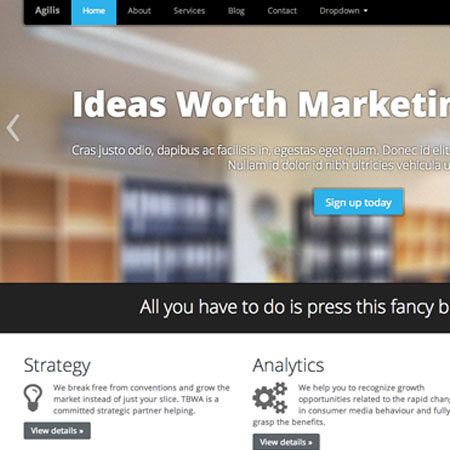 Agilis Home About Services Blog Contact Dropdown
Ideas Worth Marketin
Cras justo odio, dapibus ac facilisis in, egestas eget quam. Donec id elit
Nullam id dolor id nibh ultricies vehicula u
Sign up today
All you have to do is press this fancy b
Strategy
We break free from conventions and grow the
market instead of just your slice. TBWA is a
committed strategic partner helping.
View details »
Analytics
We help you to recognize growth
opportunities related to the rapid chang
in consumer media behaviour and fully
grasp the benefits.
View details »